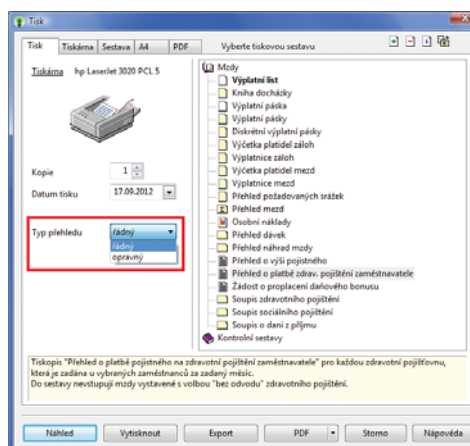 Tisk
Tisk Tiskárna Sestava A4 PDF Vyberte tiskovou sestavu
Tiskárna hp LaserJet 3020 PCL 5
Kopie 1
Datum tisku 17.09.2012
Typ přehledu řádný
řádný
opravný
Mzdy
Výplatní list
Kniha docházky
Výplatní páska
Výplatní pásky
Diskrétní výplatní pásky
Výčetka platidel záloh
Výplatnice záloh
Výčetka platidel mezd
Výplatnice mezd
Přehled požadovaných srážek
Přehled mezd
Osobní náklady
Přehled dávek
Přehled náhrad mzdy
Přehled o výši pojistného
Přehled o platbě zdrav. pojištění zaměstnavatele
Žádost o proplacení daňového bonusu
Soupis zdravotního pojištění
Soupis sociálního pojištění
Soupis o dani z příjmu
Kontrolní sestavy
Tiskopis "Přehled o platbě pojistného na zdravotní pojištění zaměstnavatele" pro každou zdravotní pojišťovnu,
která je zadána u vybraných zaměstnanců za zadaný měsíc.
Do sestavy nevstupují mzdy vystavené s volbou "bez odvodu" zdravotního pojištění.
Náhled Vytisknout Export PDF Storno Nápověda